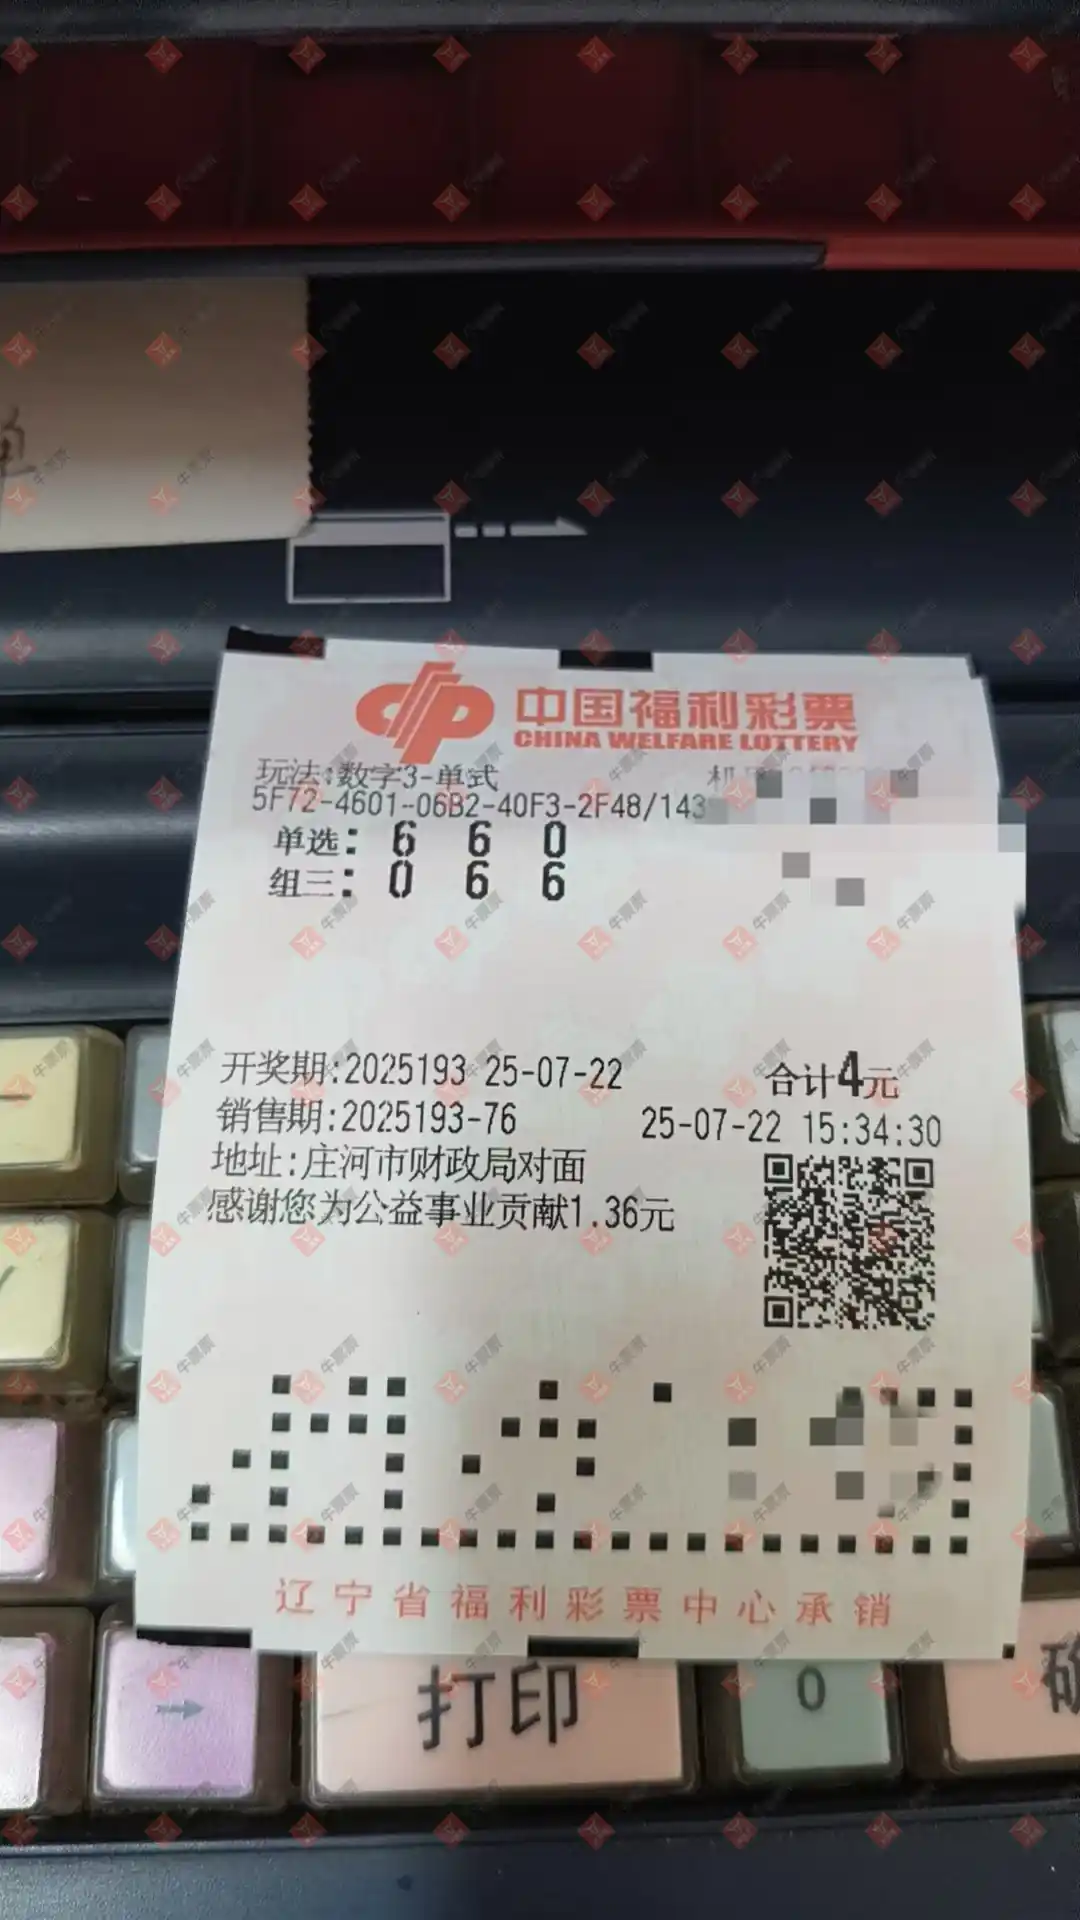 单
中国福利彩票
CHINA WELFARE LOTTERY
玩法:数字3-单式
5F72-4601-06B2-40F3-2F48/143
单选: 6 6 0
组三: 0 6 6
开奖期:2025193 25-07-22
合计4元
销售期:2025193-76
25-07-22 15:34:30
地址:庄河市财政局对面
感谢您为公益事业贡献1.36元
辽宁省福利彩票中心承销
打印
0
牛票票